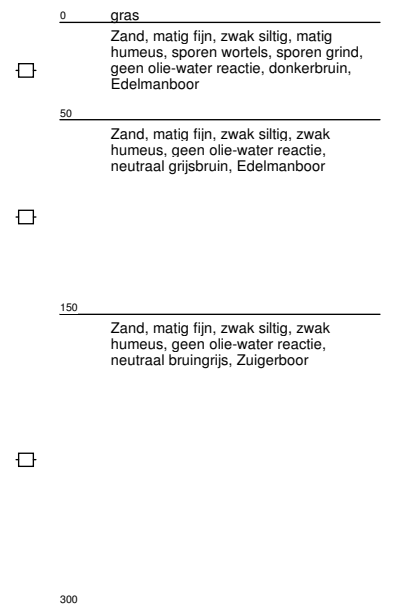 0 gras
Zand, matig fijn, zwak siltig, matig
humeus, sporen wortels, sporen grind,
geen olie-water reactie, donkerbruin,
Edelmanboor
50
Zand, matig fijn, zwak siltig, zwak
humeus, geen olie-water reactie,
neutraal grijsbruin, Edelmanboor
150
Zand, matig fijn, zwak siltig, zwak
humeus, geen olie-water reactie,
neutraal bruingrijs, Zuigerboor
300